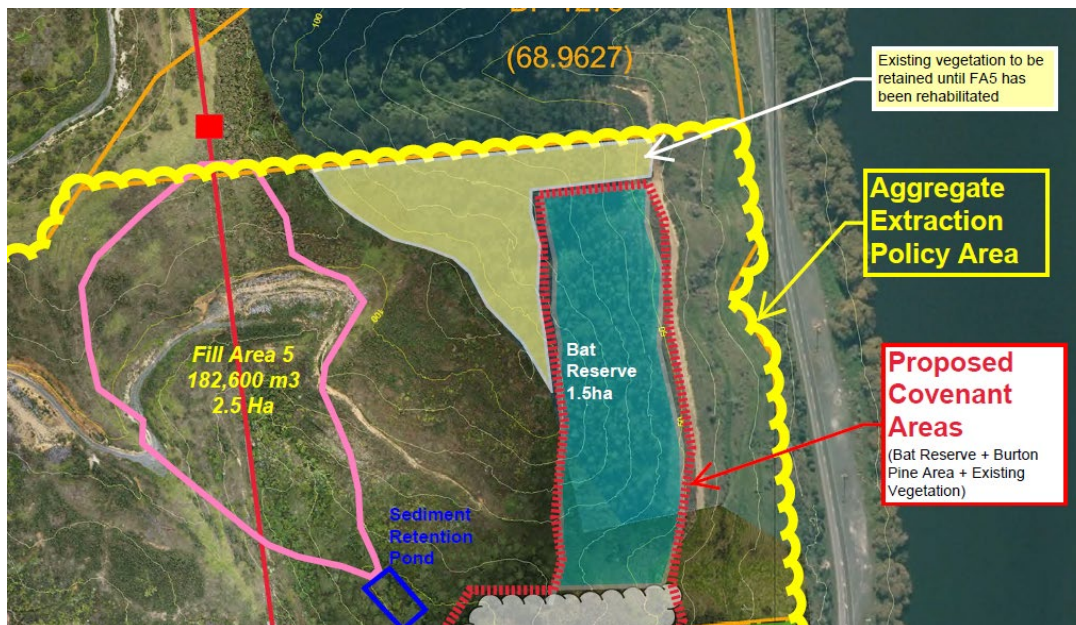 (68.9627)
100
Existing vegetation to be
retained until FA5 has
been rehabilitated
Aggregate
Extraction
Policy Area
Fill Area 5
182,600 m3
2.5 Ha
Bat
Reserve
1.5ha
Proposed
Covenant
Areas
(Bat Reserve + Burton
Pine Area + Existing
Vegetation)
Sediment
Retention
Pond